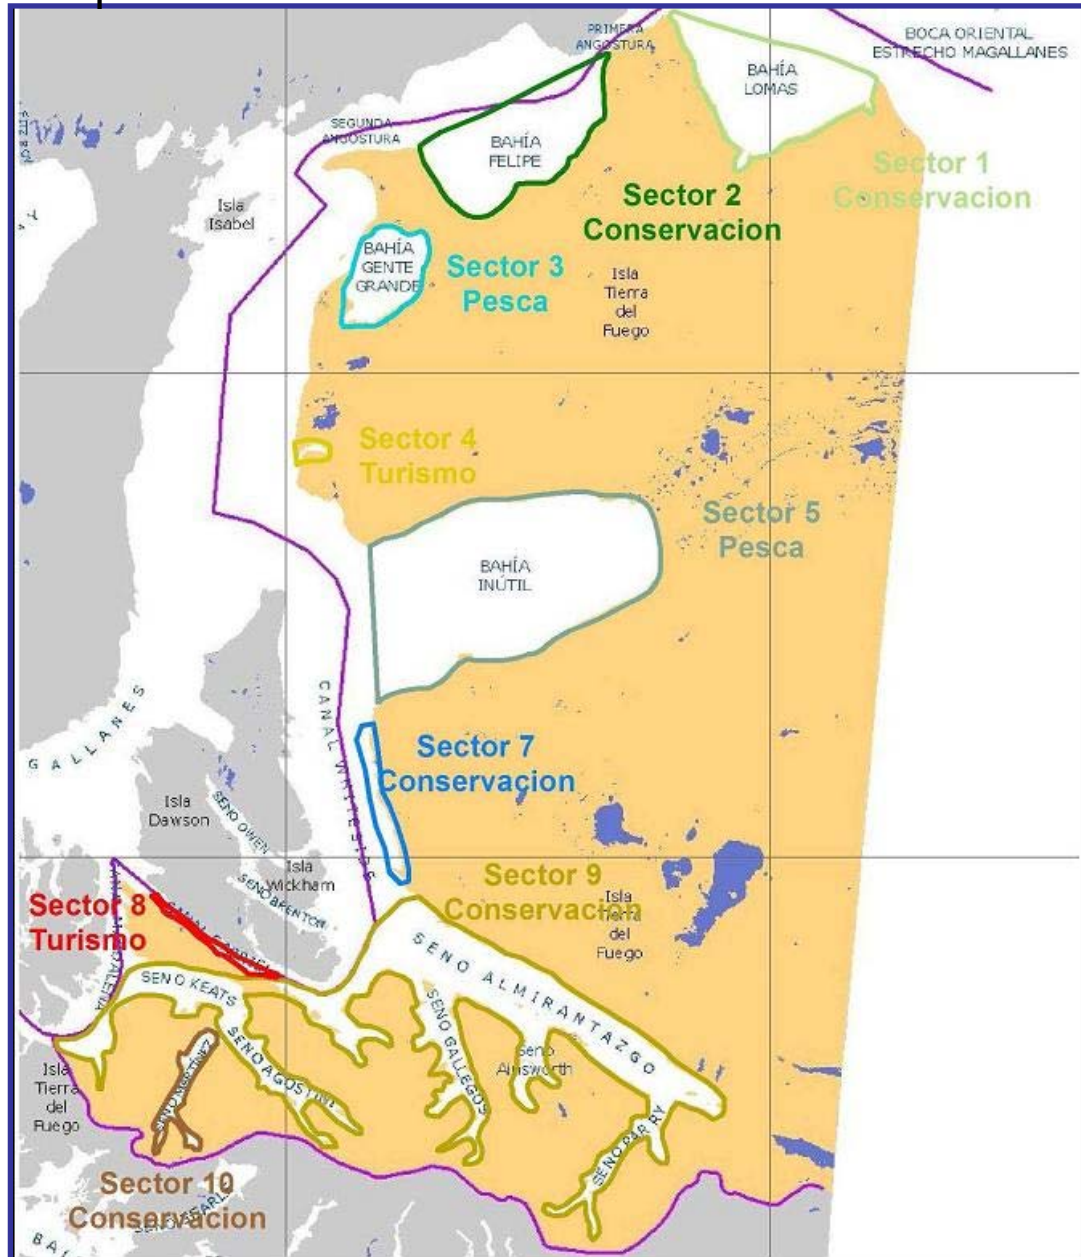 PRIMERA
ANGOSTURA
BOCA ORIENTAL
ESTRECHO MAGALLANES
BAHÍA
LOMAS
SEGUNDA
ANGOSTURA
BAHÍA
FELIPE
Sector 1
Conservacion
Sector 2
Conservacion
Isla
Isabel
BAHÍA
GENTE
GRANDE
Sector 3
Pesca
Isla
Tierra
del
Fuego
Sector 4
Turismo
Sector 5
Pesca
BAHÍA
INÚTIL
CANAL WHITESIDE
GALLANES
Sector 7
Conservacion
Isla
Dawson
SENO OWEN
Isla
Wickham
SENO BRENTON
Sector 9
Conservacion
Isla
Tierra
del
Fuego
Sector 8
Turismo
SENO ALMIRANTAZGO
SENO KEATS
SENO GALLEGOS
SENO AGOSTINI
Seno
Ainsworth
SENO MARTÍNEZ
Isla
Tierra
del
Fuego
SENO PARRY
Sector 10
Conservacion